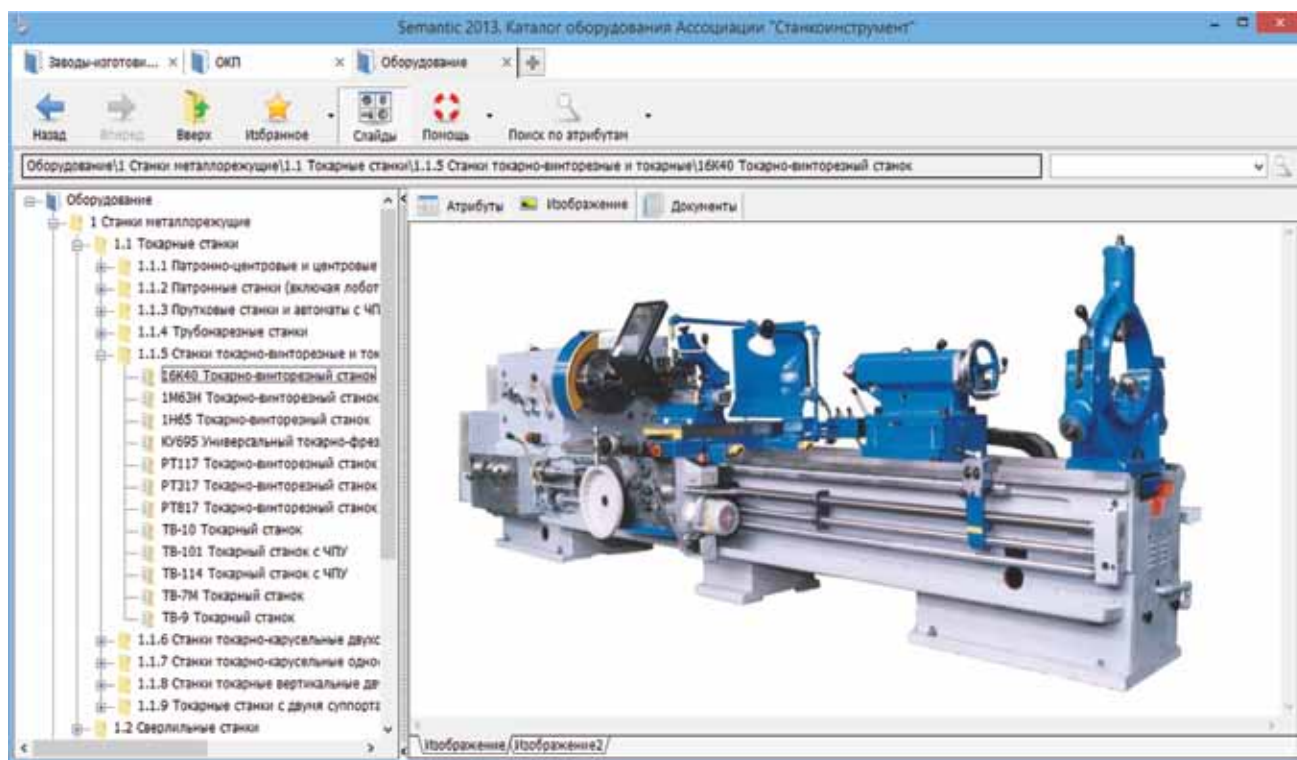 Semantic 2013. Каталог оборудования Ассоциации "Станкоинструмент"
Заводы-изготови... ОКП Оборудование
Назад Вперед Вверх Избранное Слайды Помощь Поиск по атрибутам
Оборудование\1 Станки металлорежущие\1.1 Токарные станки\1.1.5 Станки токарно-винторезные и токарные\16К40 Токарно-винторезный станок
Атрибуты Изображение Документы
Оборудование
1 Станки металлорежущие
1.1 Токарные станки
1.1.1 Патронно-центровые и центровые
1.1.2 Патронные станки (включая лобот
1.1.3 Прутковые станки и автоматы с ЧП
1.1.4 Трубонарезные станки
1.1.5 Станки токарно-винторезные и ток
16К40 Токарно-винторезный станок
1М63Н Токарно-винторезный станок
1Н65 Токарно-винторезный станок
КУ695 Универсальный токарно-фрез
РТ117 Токарно-винторезный станок
РТ317 Токарно-винторезный станок
РТ817 Токарно-винторезный станок
ТВ-10 Токарный станок
ТВ-101 Токарный станок с ЧПУ
ТВ-114 Токарный станок с ЧПУ
ТВ-7М Токарный станок
ТВ-9 Токарный станок
1.1.6 Станки токарно-карусельные двухс
1.1.7 Станки токарно-карусельные одно
1.1.8 Станки токарные вертикальные дв
1.1.9 Токарные станки с двумя суппорта
1.2 Сверлильные станки
Изображение Изображение2